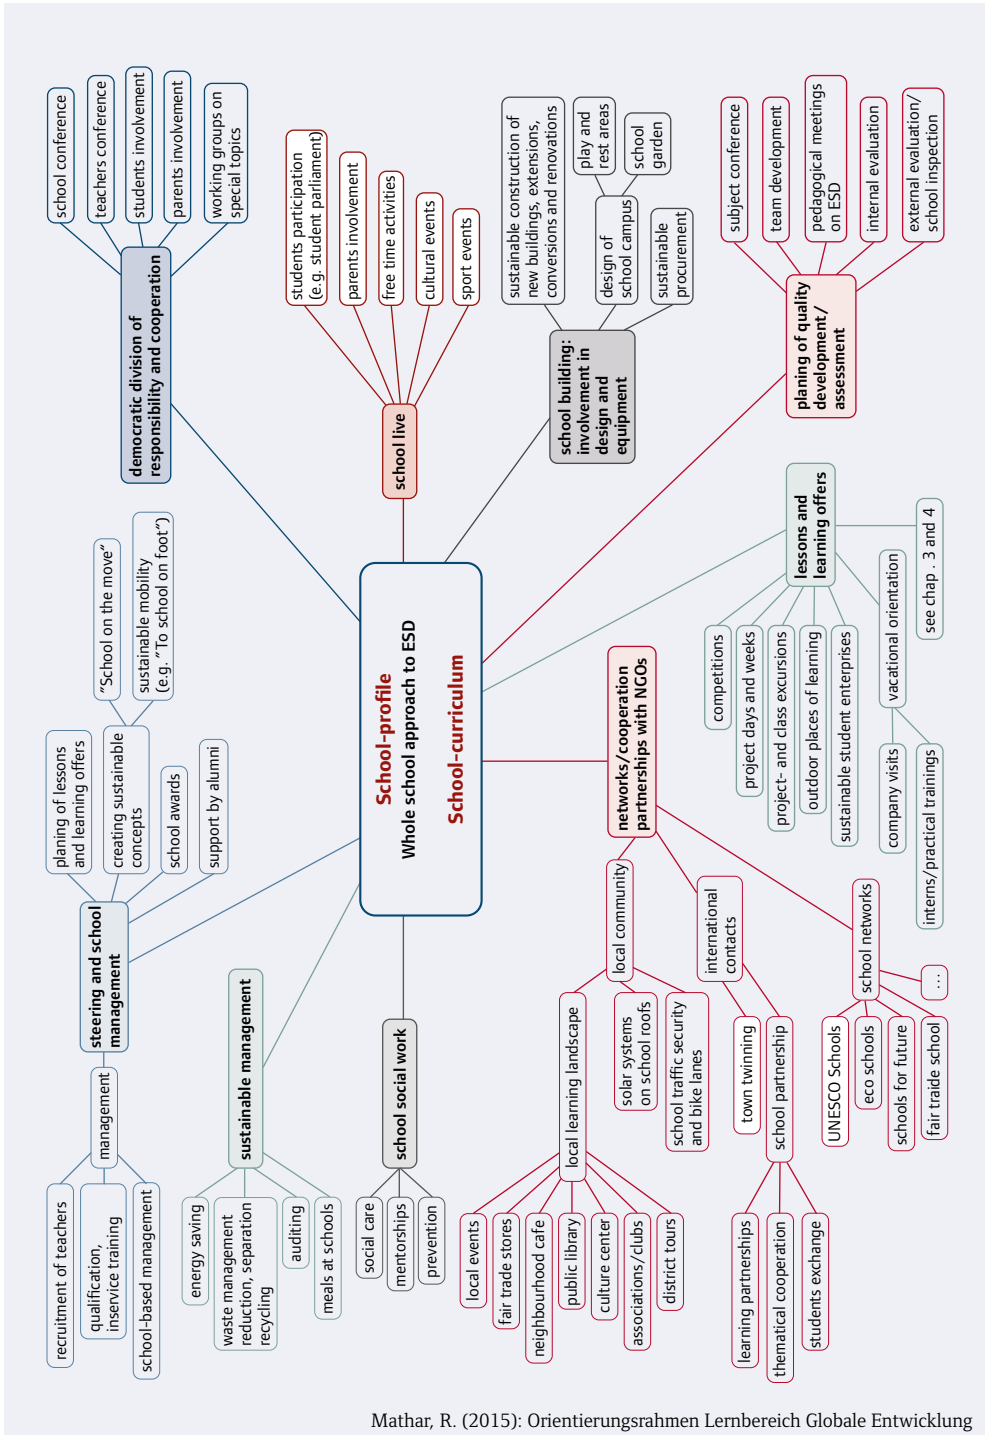 School-profile
Whole school approach to ESD
School-curriculum
steering and school
management
management
recruitment of teachers
qualification,
inservice training
school-based management
planing of lessons
and learning offers
creating sustainable
concepts
"School on the move"
sustainable mobility
(e.g. "To school on foot")
school awards
support by alumni
democratic division of
responsibility and cooperation
school conference
teachers conference
students involvement
parents involvement
working groups on
special topics
sustainable management
energy saving
waste management
reduction, separation
recycling
auditing
meals at schools
school live
students participation
(e.g. student parliament)
parents involvement
free time activities
cultural events
sport events
school social work
social care
mentorships
prevention
school building:
involvement in
design and
equipment
sustainable construction of
new buildings, extensions,
conversions and renovations
design of
school campus
play and
rest areas
school
garden
sustainable
procurement
networks/cooperation
partnerships with NGOs
local community
local learning landscape
local events
fair trade stores
neighbourhood cafe
public library
culture center
associations/clubs
district tours
solar systems
on school roofs
school traffic security
and bike lanes
international
contacts
town twinning
school partnership
learning partnerships
thematical cooperation
students exchange
school networks
UNESCO Schools
eco schools
schools for future
fair traide school
...
lessons and
learning offers
competitions
project days and weeks
project- and class excursions
outdoor places of learning
sustainable student enterprises
vacational orientation
company visits
interns/practical trainings
see chap . 3 and 4
planing of quality
development/
assessment
subject conference
team development
pedagogical meetings
on ESD
internal evaluation
external evaluation/
school inspection
Mathar, R. (2015): Orientierungsrahmen Lernbereich Globale Entwicklung